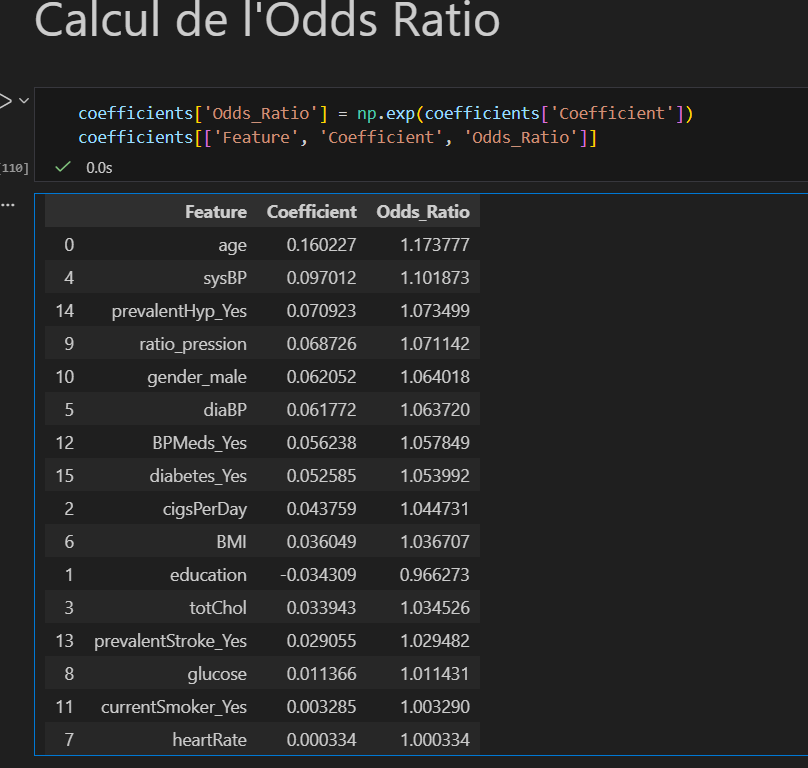 Calcul de l'Odds Ratio
coefficients['Odds_Ratio'] = np.exp(coefficients['Coefficient'])
coefficients[['Feature', 'Coefficient', 'Odds_Ratio']]
[110]
0.0s
...
Feature Coefficient Odds_Ratio
0 age 0.160227 1.173777
4 sysBP 0.097012 1.101873
14 prevalentHyp_Yes 0.070923 1.073499
9 ratio_pression 0.068726 1.071142
10 gender_male 0.062052 1.064018
5 diaBP 0.061772 1.063720
12 BPMeds_Yes 0.056238 1.057849
15 diabetes_Yes 0.052585 1.053992
2 cigsPerDay 0.043759 1.044731
6 BMI 0.036049 1.036707
1 education -0.034309 0.966273
3 totChol 0.033943 1.034526
13 prevalentStroke_Yes 0.029055 1.029482
8 glucose 0.011366 1.011431
11 currentSmoker_Yes 0.003285 1.003290
7 heartRate 0.000334 1.000334